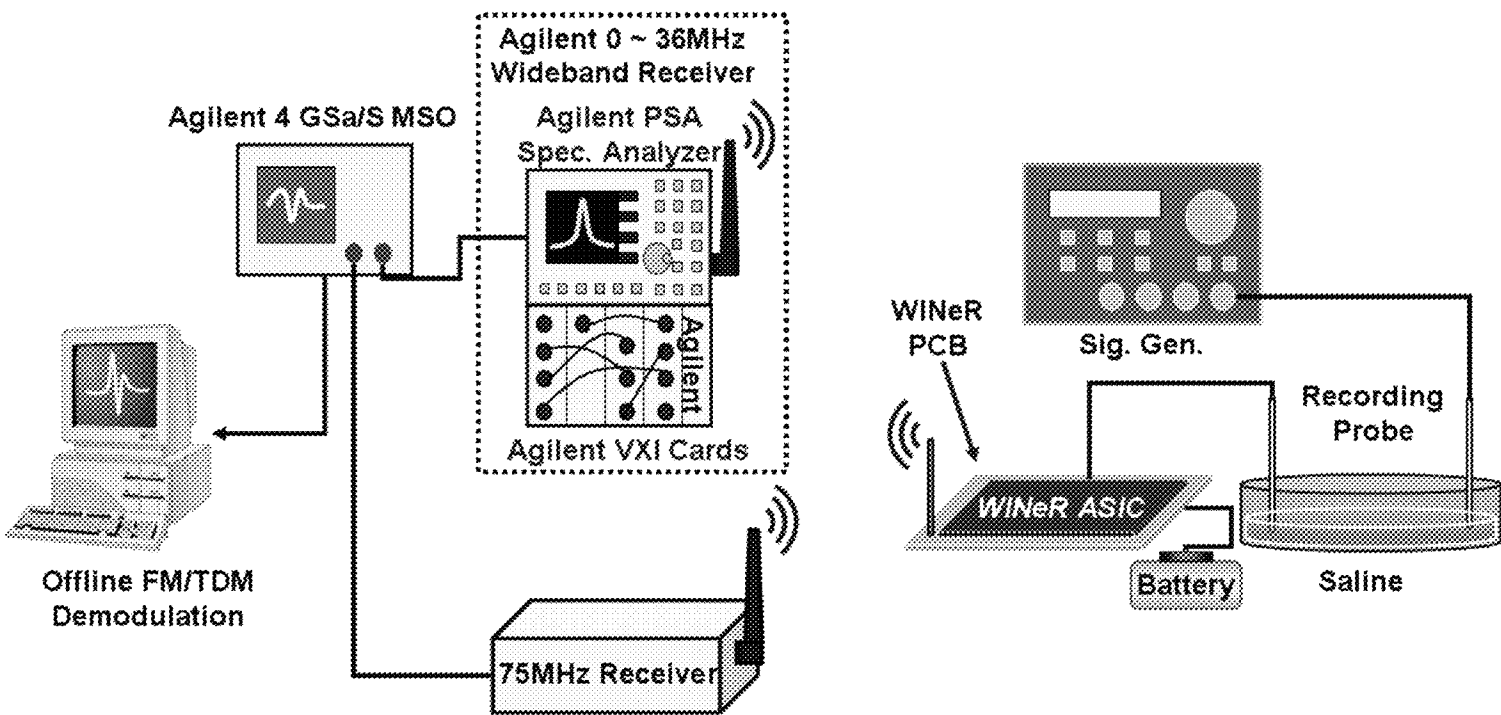 Agilent 0 ~ 36MHz
Wideband Receiver
Agilent 4 GSa/S MSO
Agilent PSA
Spec. Analyzer
Agilent
Agilent VXI Cards
Offline FM/TDM
Demodulation
75MHz Receiver
Sig. Gen.
WINeR
PCB
Recording
Probe
WINeR ASIC
Battery
Saline